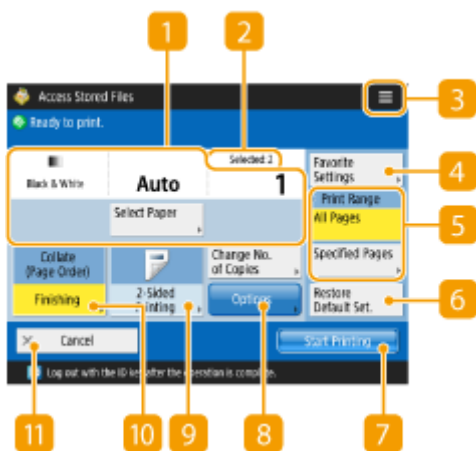 1
2
Access Stored Files
3
Ready to print.
Selected: 2
Black & White
Auto
1
Favorite
Settings
4
Select Paper
Print Range
All Pages
5
Specified Pages
Collate
(Page Order)
Change No.
of Copies
Finishing
2-Sided
Printing
Options
Restore
Default Set.
6
Cancel
Start Printing
Log out with the ID key after the operation is complete.
11
10
9
8
7